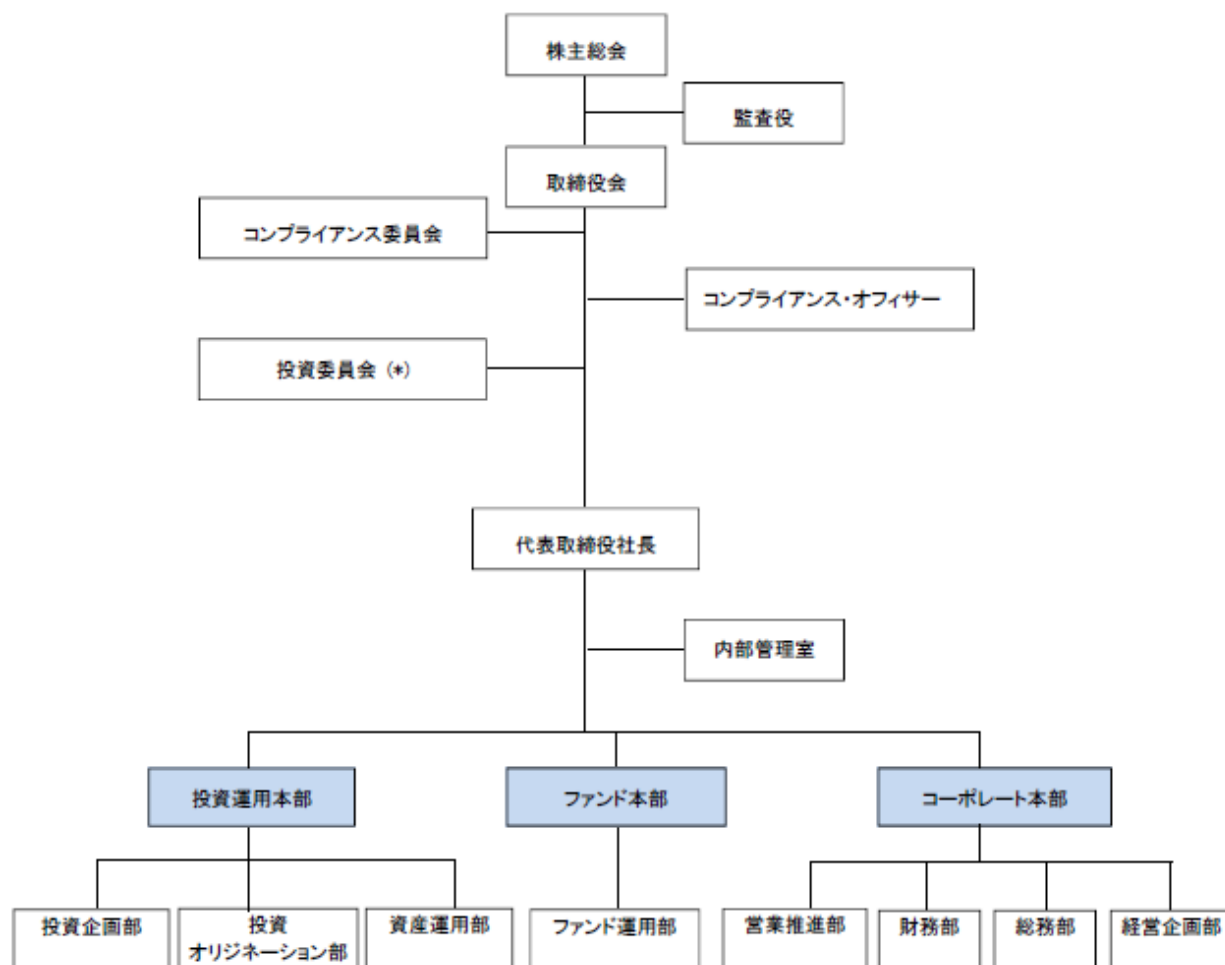 株主総会
監査役
取締役会
コンプライアンス委員会
コンプライアンス・オフィサー
投資委員会 (*)
代表取締役社長
内部管理室
投資運用本部
ファンド本部
コーポレート本部
投資企画部
投資
オリジネーション部
資産運用部
ファンド運用部
営業推進部
財務部
総務部
経営企画部